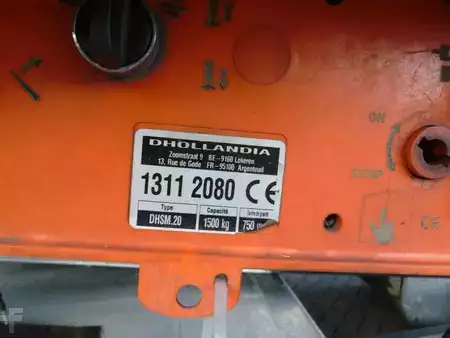 DHOLLANDIA
Zoomstraat 9 BE-9160 Lokeren
13, Rue de Gode FR-95100 Argenteuil
1311 2080 CE
Type Capacité
DHSM.20 1500 kg 750
ON
STOP
CE